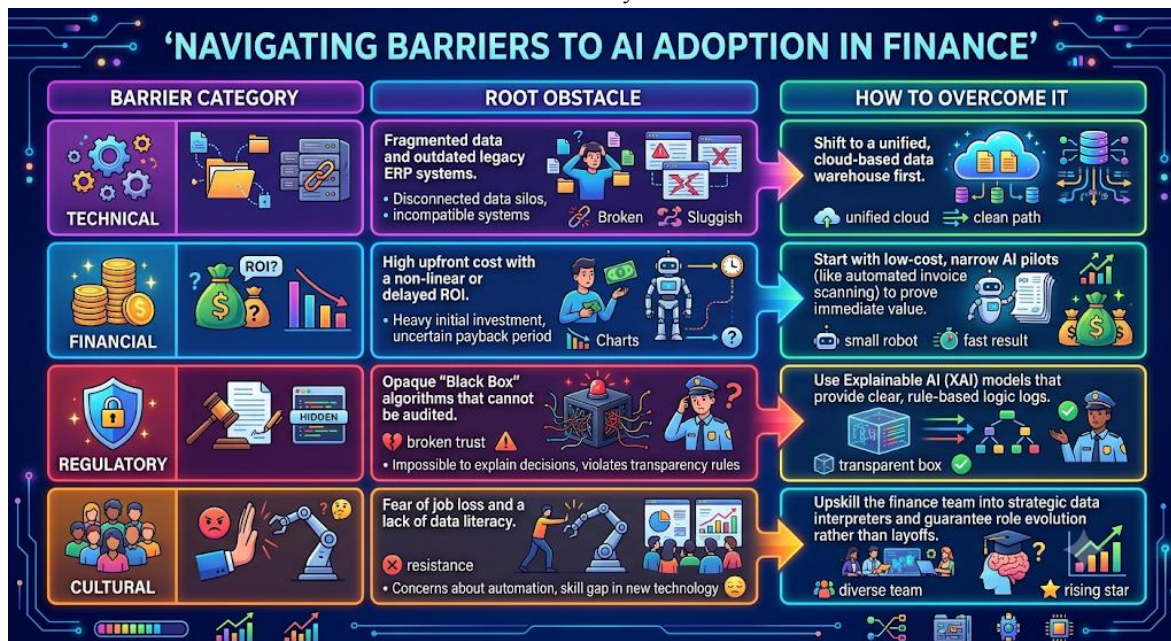 'NAVIGATING BARRIERS TO AI ADOPTION IN FINANCE'
BARRIER CATEGORY
ROOT OBSTACLE
HOW TO OVERCOME IT
TECHNICAL
Fragmented data
and outdated legacy
ERP systems.
• Disconnected data silos,
• incompatible systems
?
Broken
Sluggish
Shift to a unified,
cloud-based data
warehouse first.
unified cloud
clean path
FINANCIAL
?
ROI?
?
High upfront cost with
a non-linear or
delayed ROI.
• Heavy initial investment,
uncertain payback period
Charts
?
Start with low-cost, narrow AI pilots
(like automated invoice
scanning) to prove
immediate value.
small robot
fast result
REGULATORY
HIDDEN
Opaque "Black Box"
algorithms that cannot
be audited.
broken trust
• Impossible to explain decisions, violates transparency rules
?
Use Explainable AI (XAI) models that
provide clear, rule-based logic logs.
transparent box
CULTURAL
Fear of job loss and a
lack of data literacy.
resistance
• Concerns about automation, skill gap in new technology
Upskill the finance team into strategic data
interpreters and guarantee role evolution
rather than layoffs.
?
diverse team
rising star